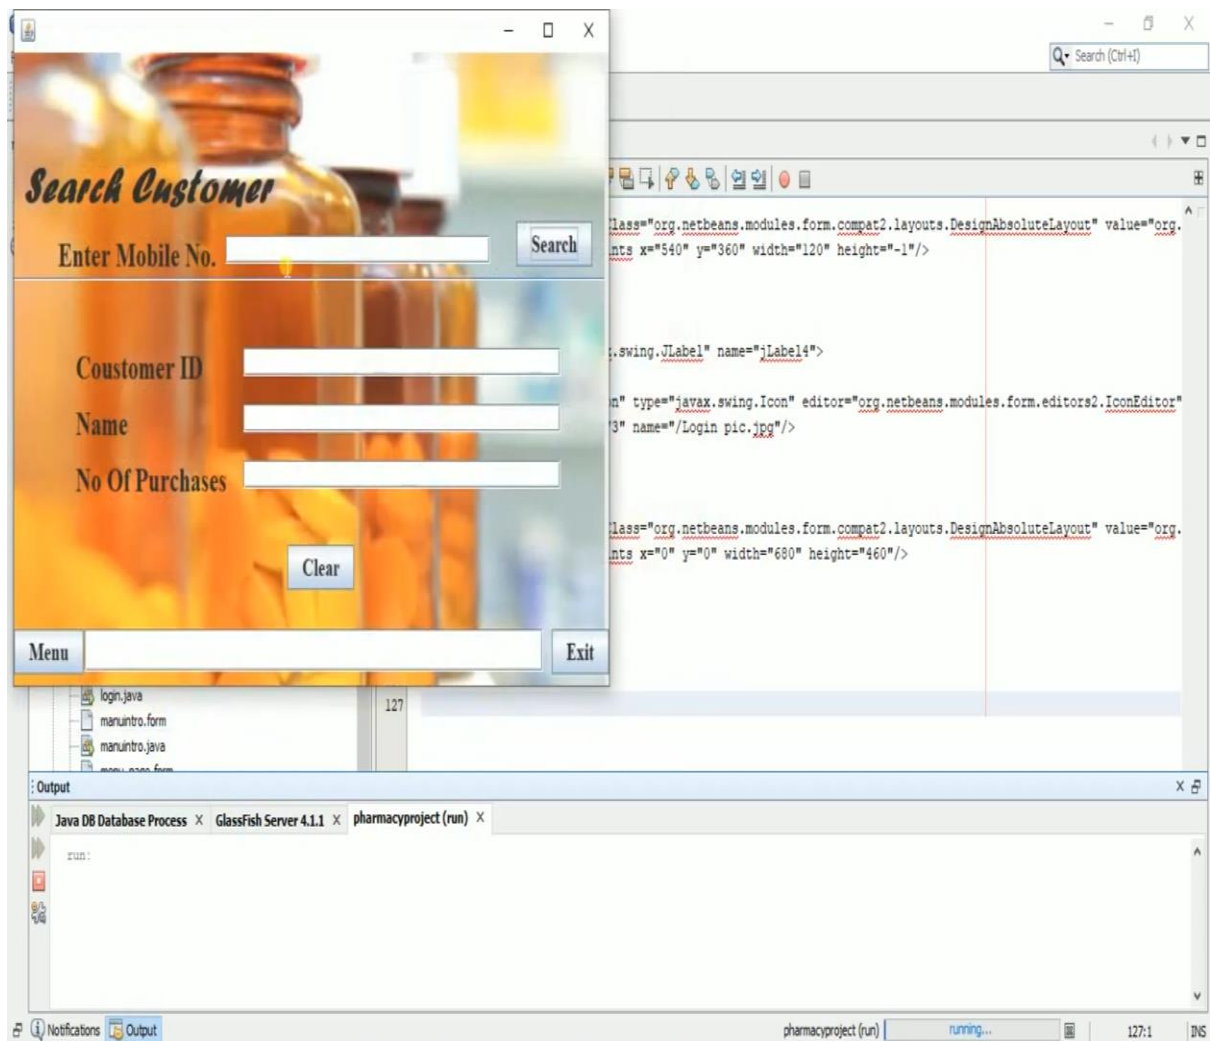 Search (Ctrl+I)
Search Customer
Enter Mobile No.
Search
Coustomer ID
Name
No Of Purchases
Clear
Menu
Exit
lass="org.netbeans.modules.form.compat2.layouts.DesignAbsoluteLayout" value="org.
nts x="540" y="360" width="120" height="-1"/>
.swing.JLabel" name="jLabel4">
n" type="javax.swing.Icon" editor="org.netbeans.modules.form.editors2.IconEditor"
3" name="/Login pic.jpg"/>
lass="org.netbeans.modules.form.compat2.layouts.DesignAbsoluteLayout" value="org.
nts x="0" y="0" width="680" height="460"/>
127
login.java
manuintro.form
manuintro.java
Output
Java DB Database Process X GlassFish Server 4.1.1 X pharmacyproject (run) X
run:
Notifications Output
pharmacyproject (run) running... 127:1 INS